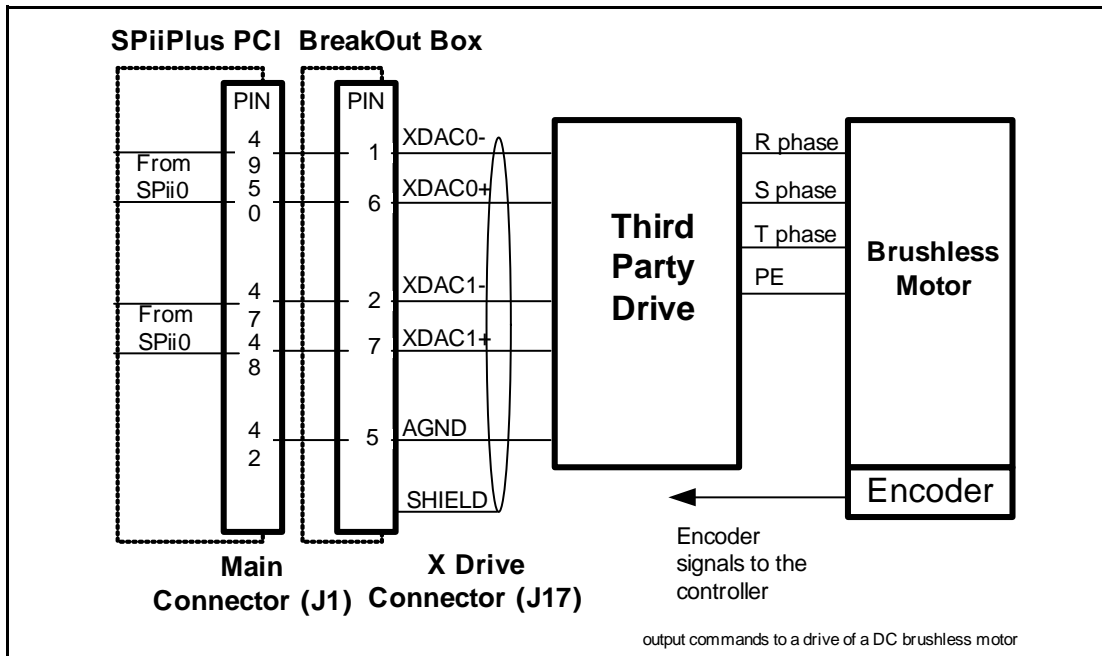 SPiiPlus PCI BreakOut Box
PIN PIN
4 XDAC0- R phase
9 1
From
SPii0
5 XDAC0+ S phase
0 6
Third
Party
Drive
T phase
Brushless
Motor
PE
4 XDAC1-
7 2
From
SPii0
4 XDAC1+
8 7
4 AGND
2 5
SHIELD
Encoder
Encoder
signals to the
controller
Main
Connector (J1)
X Drive
Connector (J17)
output commands to a drive of a DC brushless motor